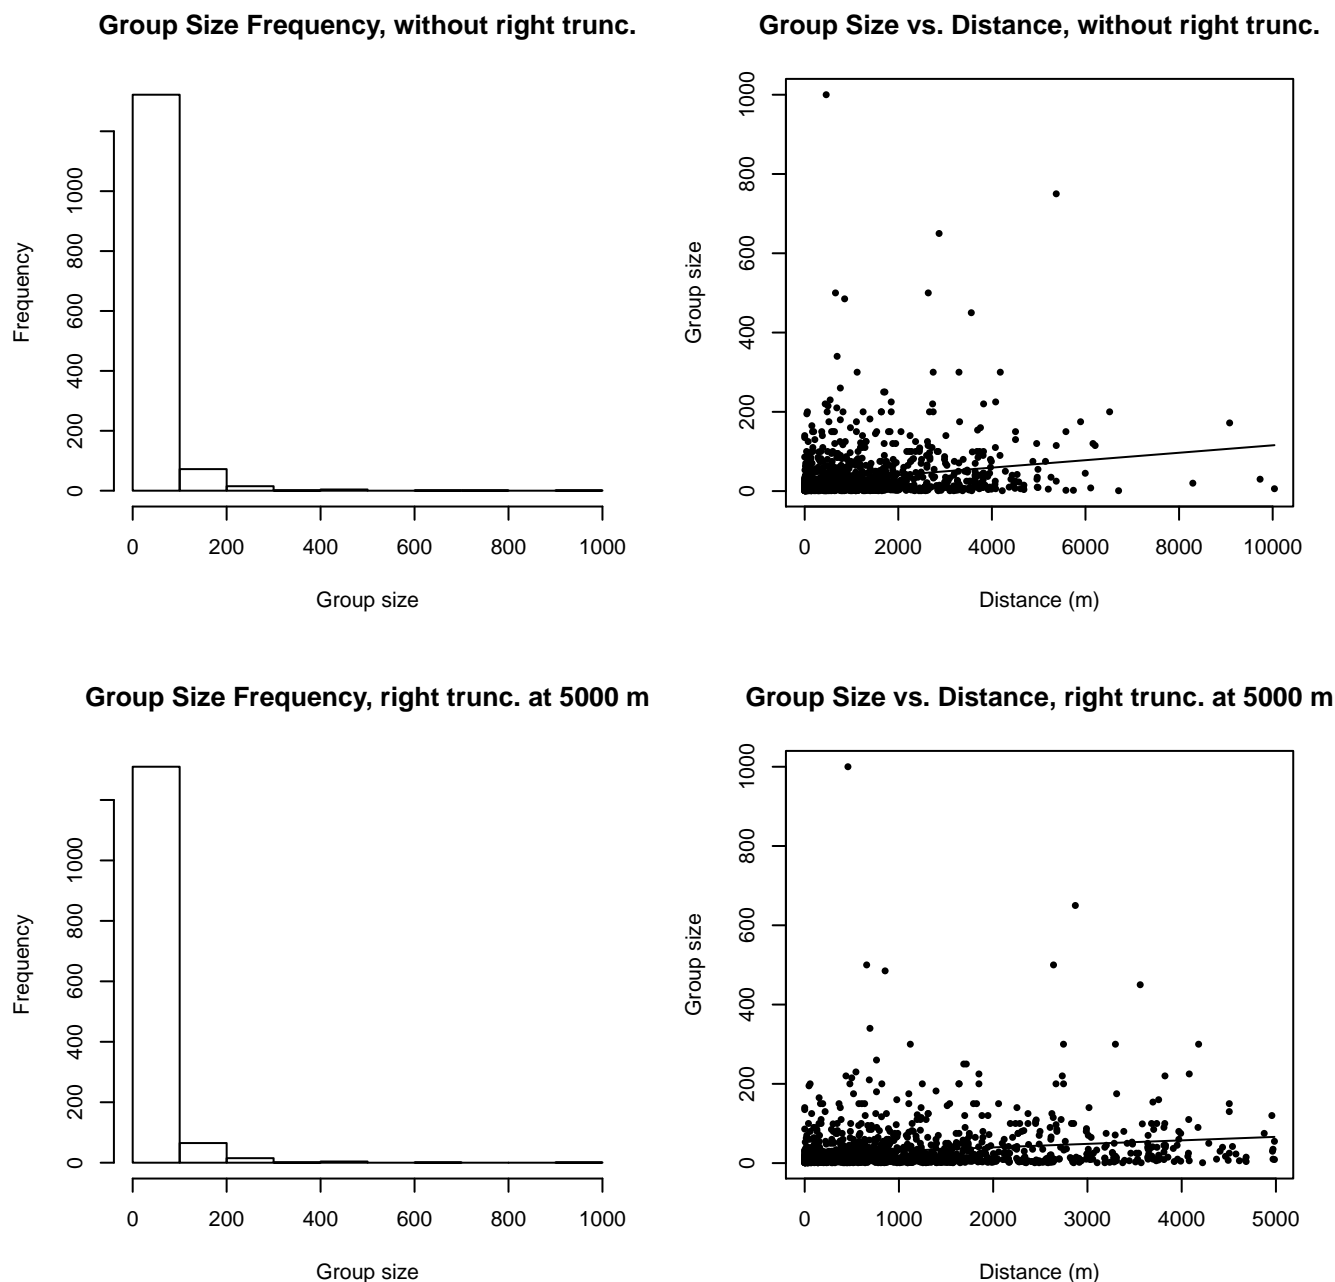 Group Size Frequency, without right trunc.
Frequency
0 200 400 600 800 1000
0 200 400 600 800 1000
Group size
Group Size vs. Distance, without right trunc.
Group size
0 200 400 600 800 1000
0 2000 4000 6000 8000 10000
Distance (m)
Group Size Frequency, right trunc. at 5000 m
Frequency
0 200 400 600 800 1000
0 200 400 600 800 1000
Group size
Group Size vs. Distance, right trunc. at 5000 m
Group size
0 200 400 600 800 1000
0 1000 2000 3000 4000 5000
Distance (m)